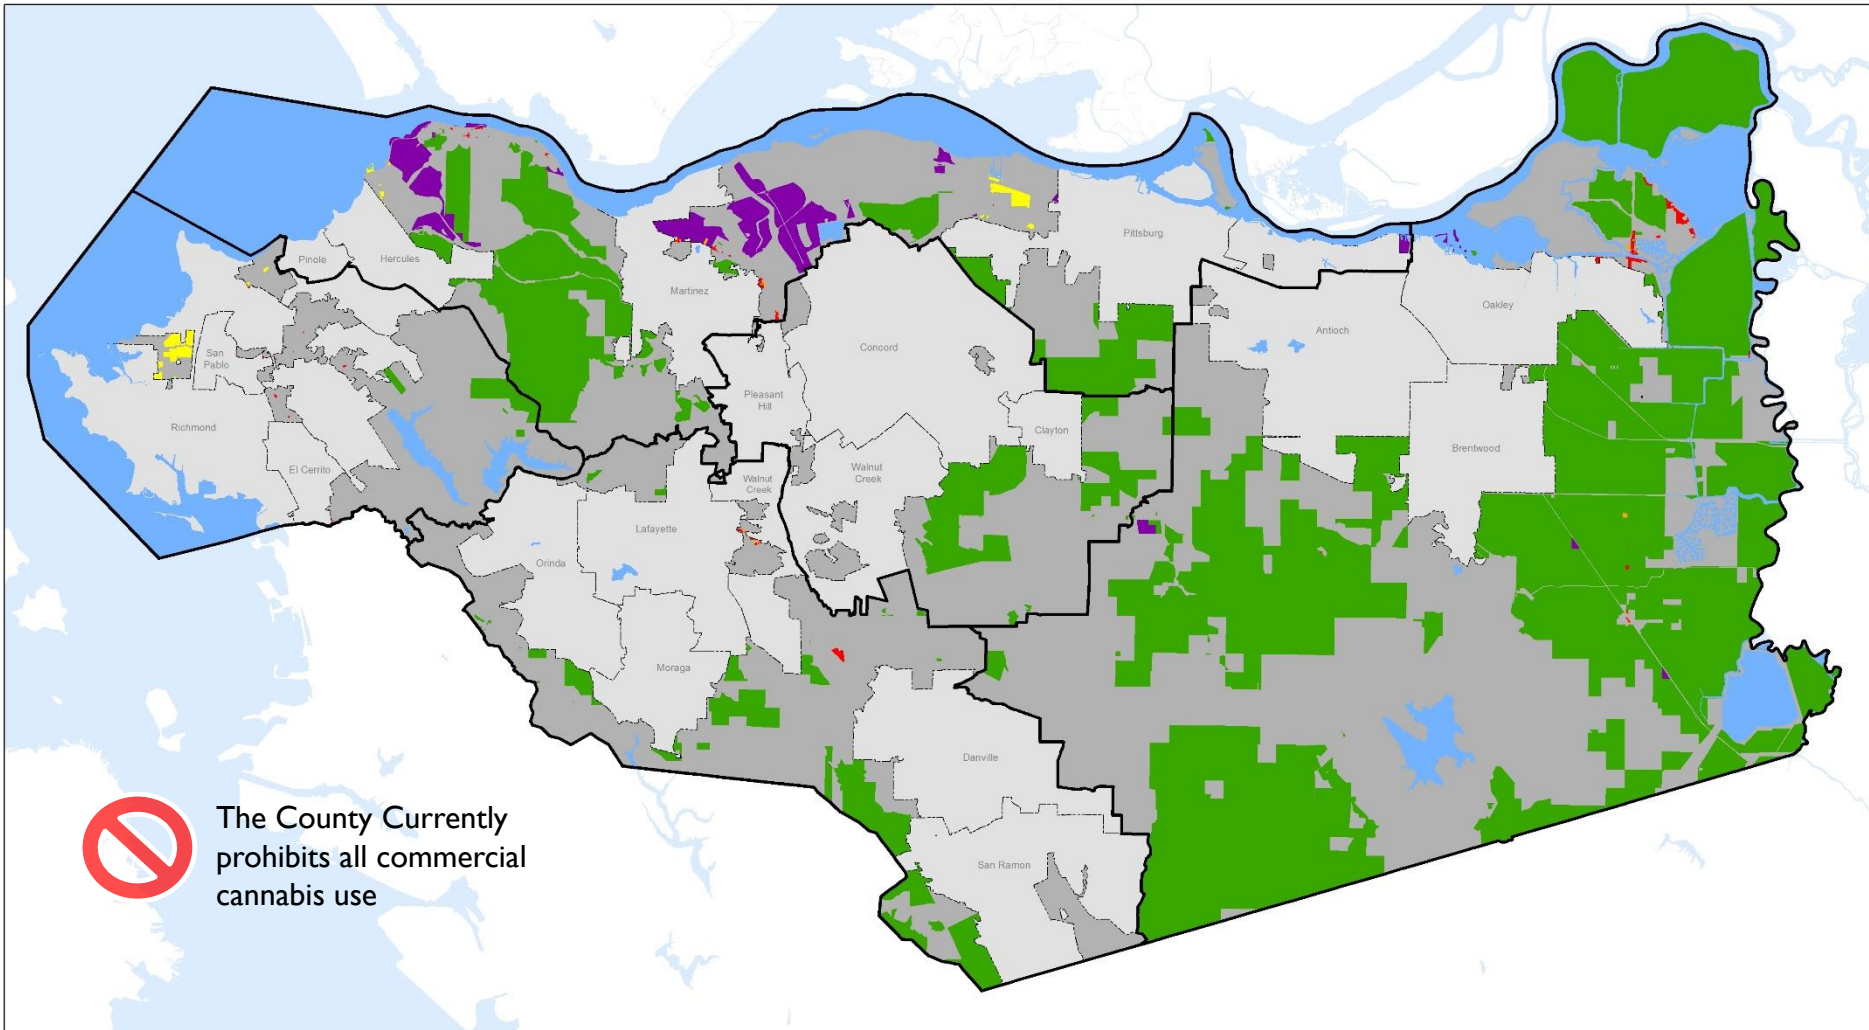 Pinole
Hercules
Martinez
Pittsburg
Oakley
Antioch
San
Pablo
Concord
Pleasant
Hill
Richmond
Clayton
Brentwood
El Cerrito
Walnut
Creek
Walnut
Creek
Lafayette
Orinda
Moraga
Danville
San Ramon
The County Currently
prohibits all commercial
cannabis use